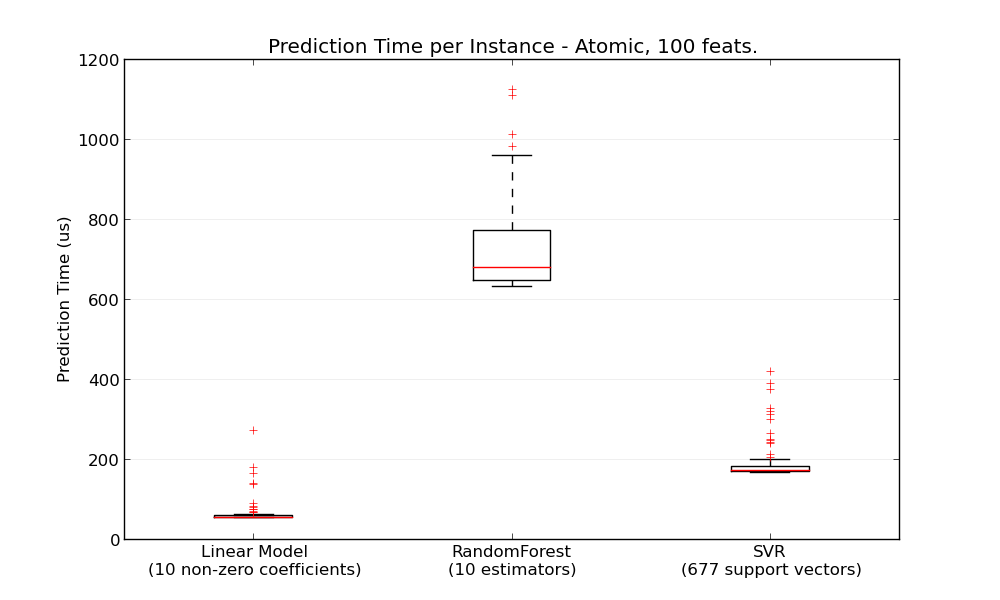 Prediction Time per Instance - Atomic, 100 feats.
1200
1000
800
600
400
200
0
Prediction Time (us)
Linear Model
(10 non-zero coefficients)
RandomForest
(10 estimators)
SVR
(677 support vectors)